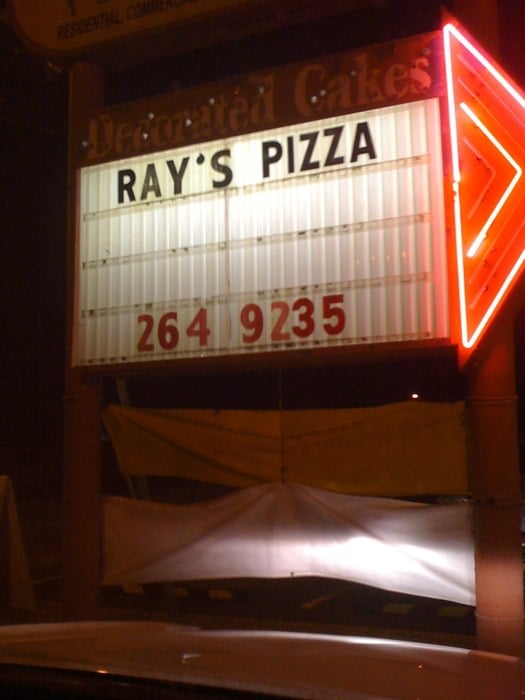 RESIDENTIAL, COMMERCIAL
Decorated Cakes
RAY'S PIZZA
264 9235